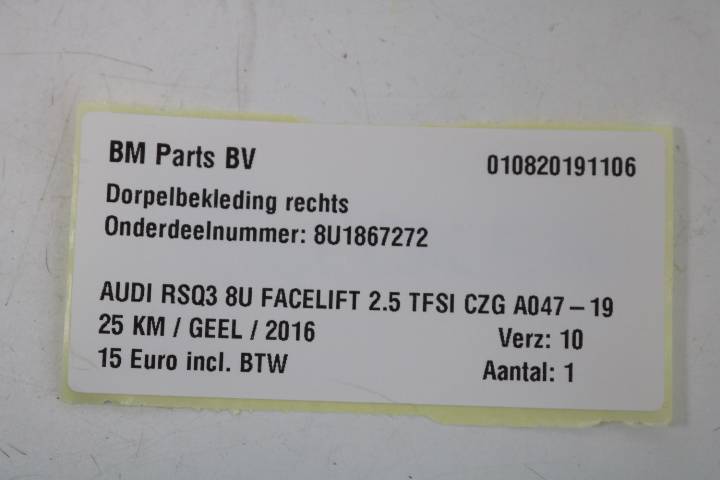 BM Parts BV 010820191106
Dorpelbekleding rechts
Onderdeelnummer: 8U1867272
AUDI RSQ3 8U FACELIFT 2.5 TFSI CZG A047-19
25 KM / GEEL / 2016 Verz: 10
15 Euro incl. BTW Aantal: 1